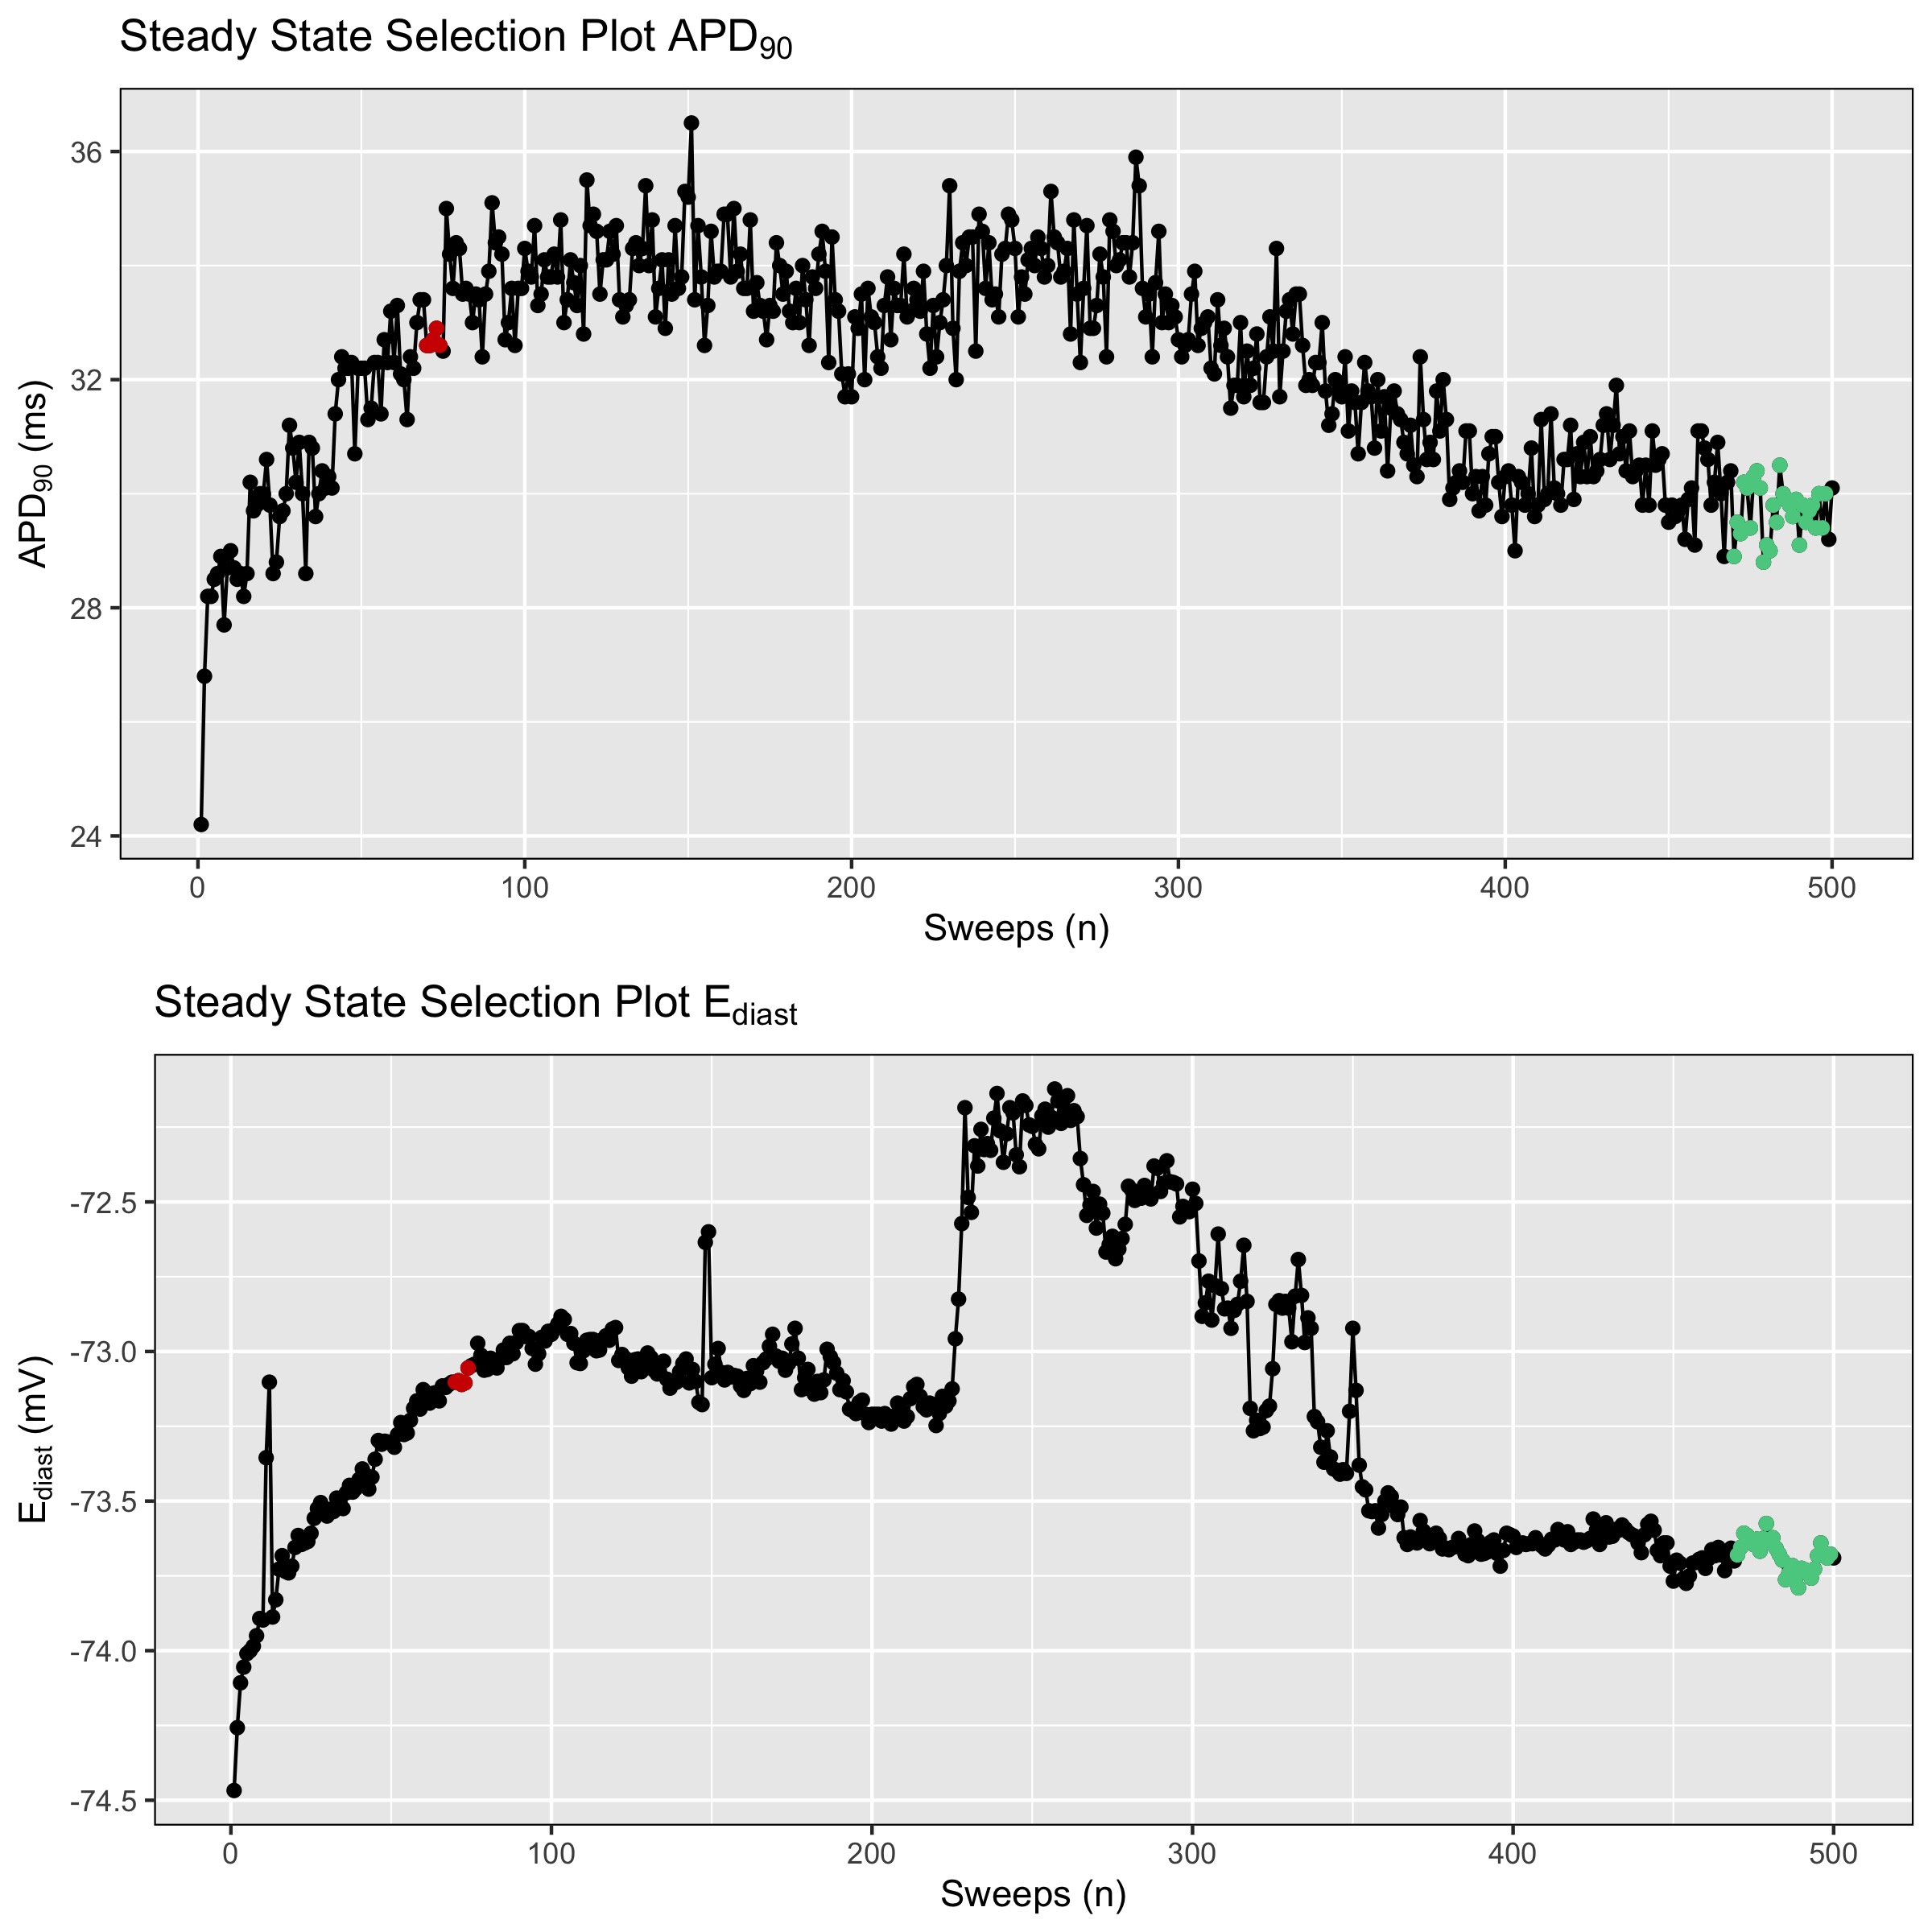 Steady State Selection Plot APD90
APD90 (ms)
36
32
28
24
0 100 200 300 400 500
Sweeps (n)
Steady State Selection Plot Ediast
Ediast (mV)
-72.5
-73.0
-73.5
-74.0
-74.5
0 100 200 300 400 500
Sweeps (n)